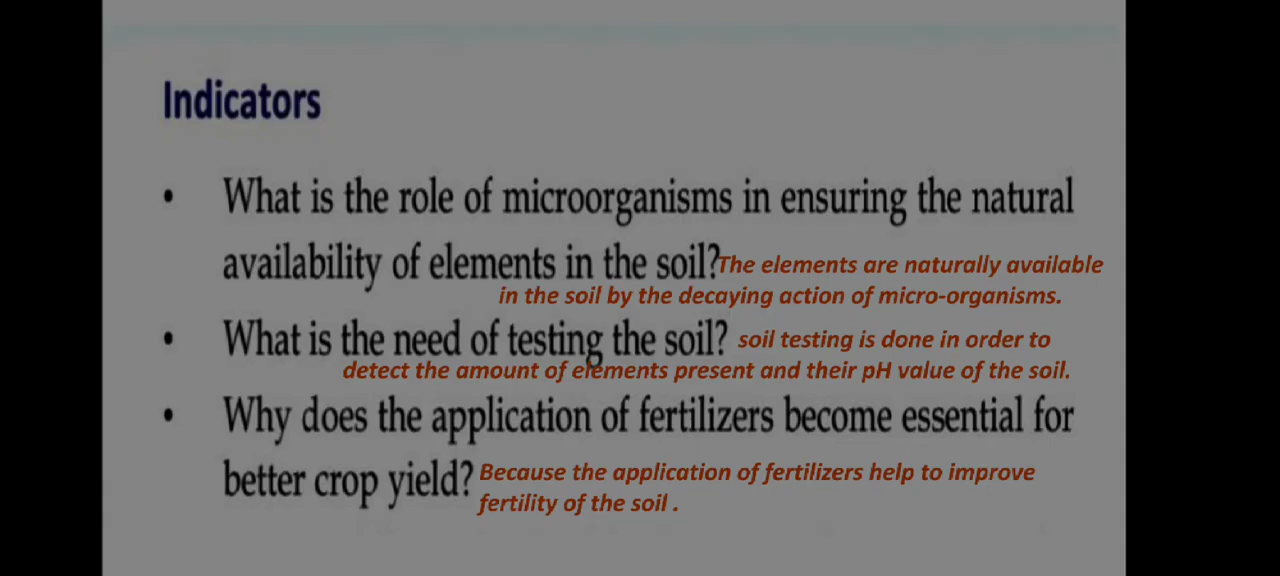 Indicators
• What is the role of microorganisms in ensuring the natural
availability of elements in the soil? The elements are naturally available
in the soil by the decaying action of micro-organisms.
• What is the need of testing the soil? soil testing is done in order to
detect the amount of elements present and their pH value of the soil.
• Why does the application of fertilizers become essential for
better crop yield? Because the application of fertilizers help to improve
fertility of the soil .